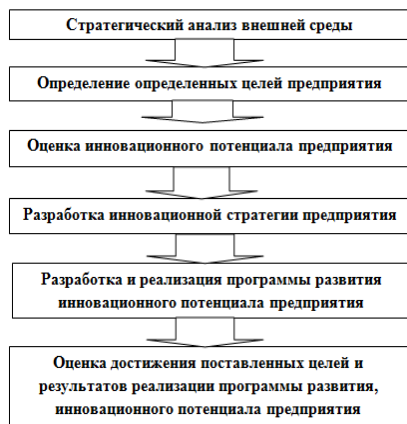 Стратегический анализ внешней среды
Определение определенных целей предприятия
Оценка инновационного потенциала предприятия
Разработка инновационной стратегии предприятия
Разработка и реализация программы развития
инновационного потенциала предприятия
Оценка достижения поставленных целей и
результатов реализации программы развития,
инновационного потенциала предприятия